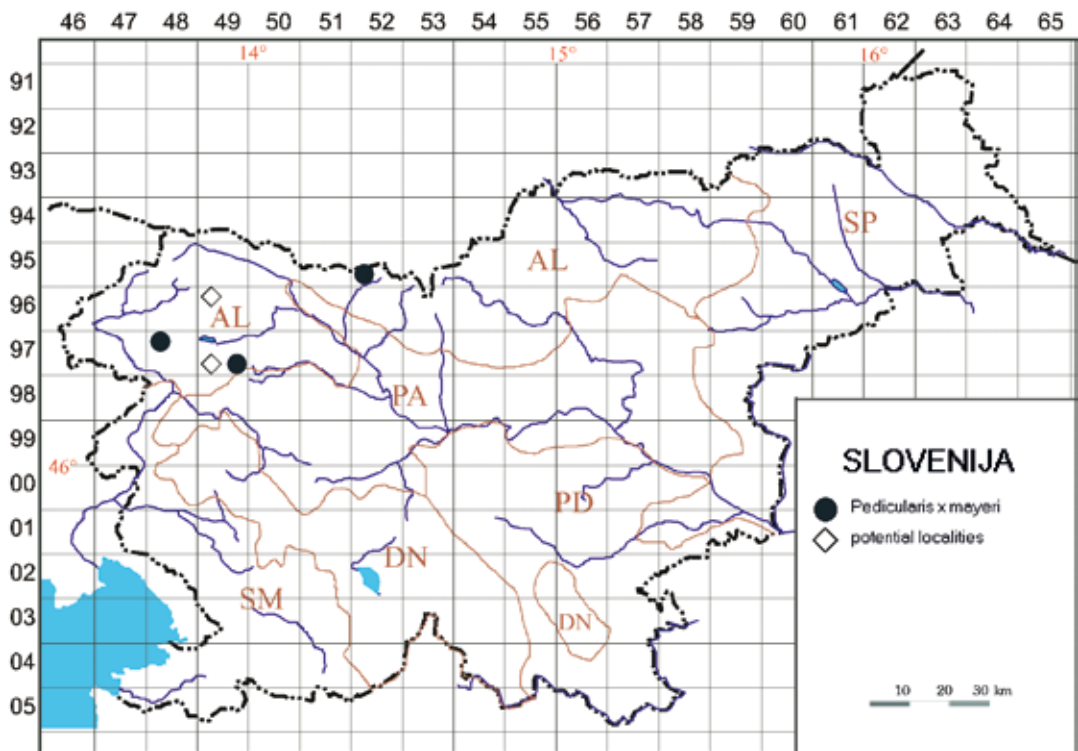 46 48 49 50 51 52 53 54 55 56 57 58 59 60 61 62 63 64 65
14° 15° 16°
91
92
93
94
SP
95
AL
96
AL
97
98
PA
99
46°
00
PD
01
02
DN
03
SM
DN
04
05
SLOVENIJA
Pedicularis x mayeri
potential localities
10 20 30 km